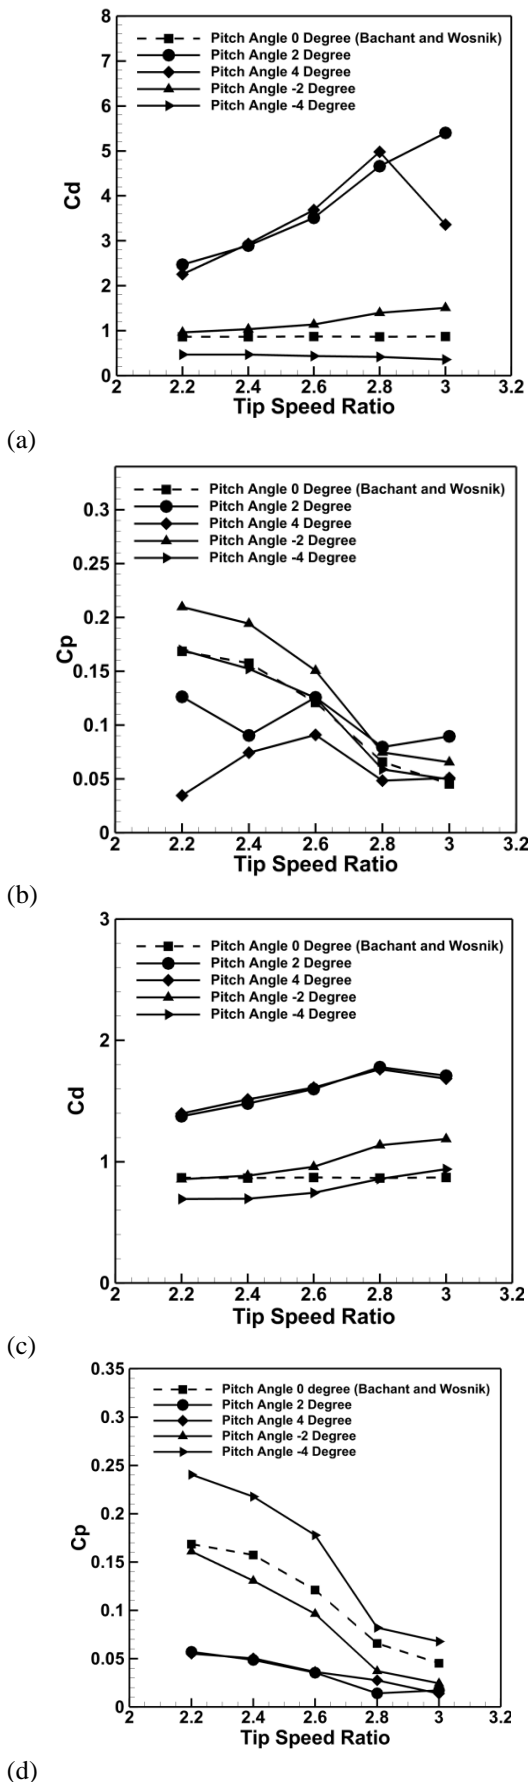 8
Pitch Angle 0 Degree (Bachant and Wosnik)
7
Pitch Angle 2 Degree
Pitch Angle 4 Degree
Pitch Angle -2 Degree
6
Pitch Angle -4 Degree
5
Cd
4
3
2
1
0
2 2.2 2.4 2.6 2.8 3 3.2
Tip Speed Ratio
(a)
Pitch Angle 0 Degree (Bachant and Wosnik)
0.3
Pitch Angle 2 Degree
Pitch Angle 4 Degree
Pitch Angle -2 Degree
0.25
Pitch Angle -4 Degree
0.2
Cp
0.15
0.1
0.05
0
2 2.2 2.4 2.6 2.8 3 3.2
Tip Speed Ratio
(b)
3
Pitch Angle 0 Degree (Bachant and Wosnik)
Pitch Angle 2 Degree
Pitch Angle 4 Degree
Pitch Angle -2 Degree
Pitch Angle -4 Degree
2
Cd
1
0
2 2.2 2.4 2.6 2.8 3 3.2
Tip Speed Ratio
(c)
0.35
Pitch Angle 0 degree (Bachant and Wosnik)
Pitch Angle 2 Degree
0.3
Pitch Angle 4 Degree
Pitch Angle -2 Degree
Pitch Angle -4 Degree
0.25
0.2
Cp
0.15
0.1
0.05
0
2 2.2 2.4 2.6 2.8 3 3.2
Tip Speed Ratio
(d)